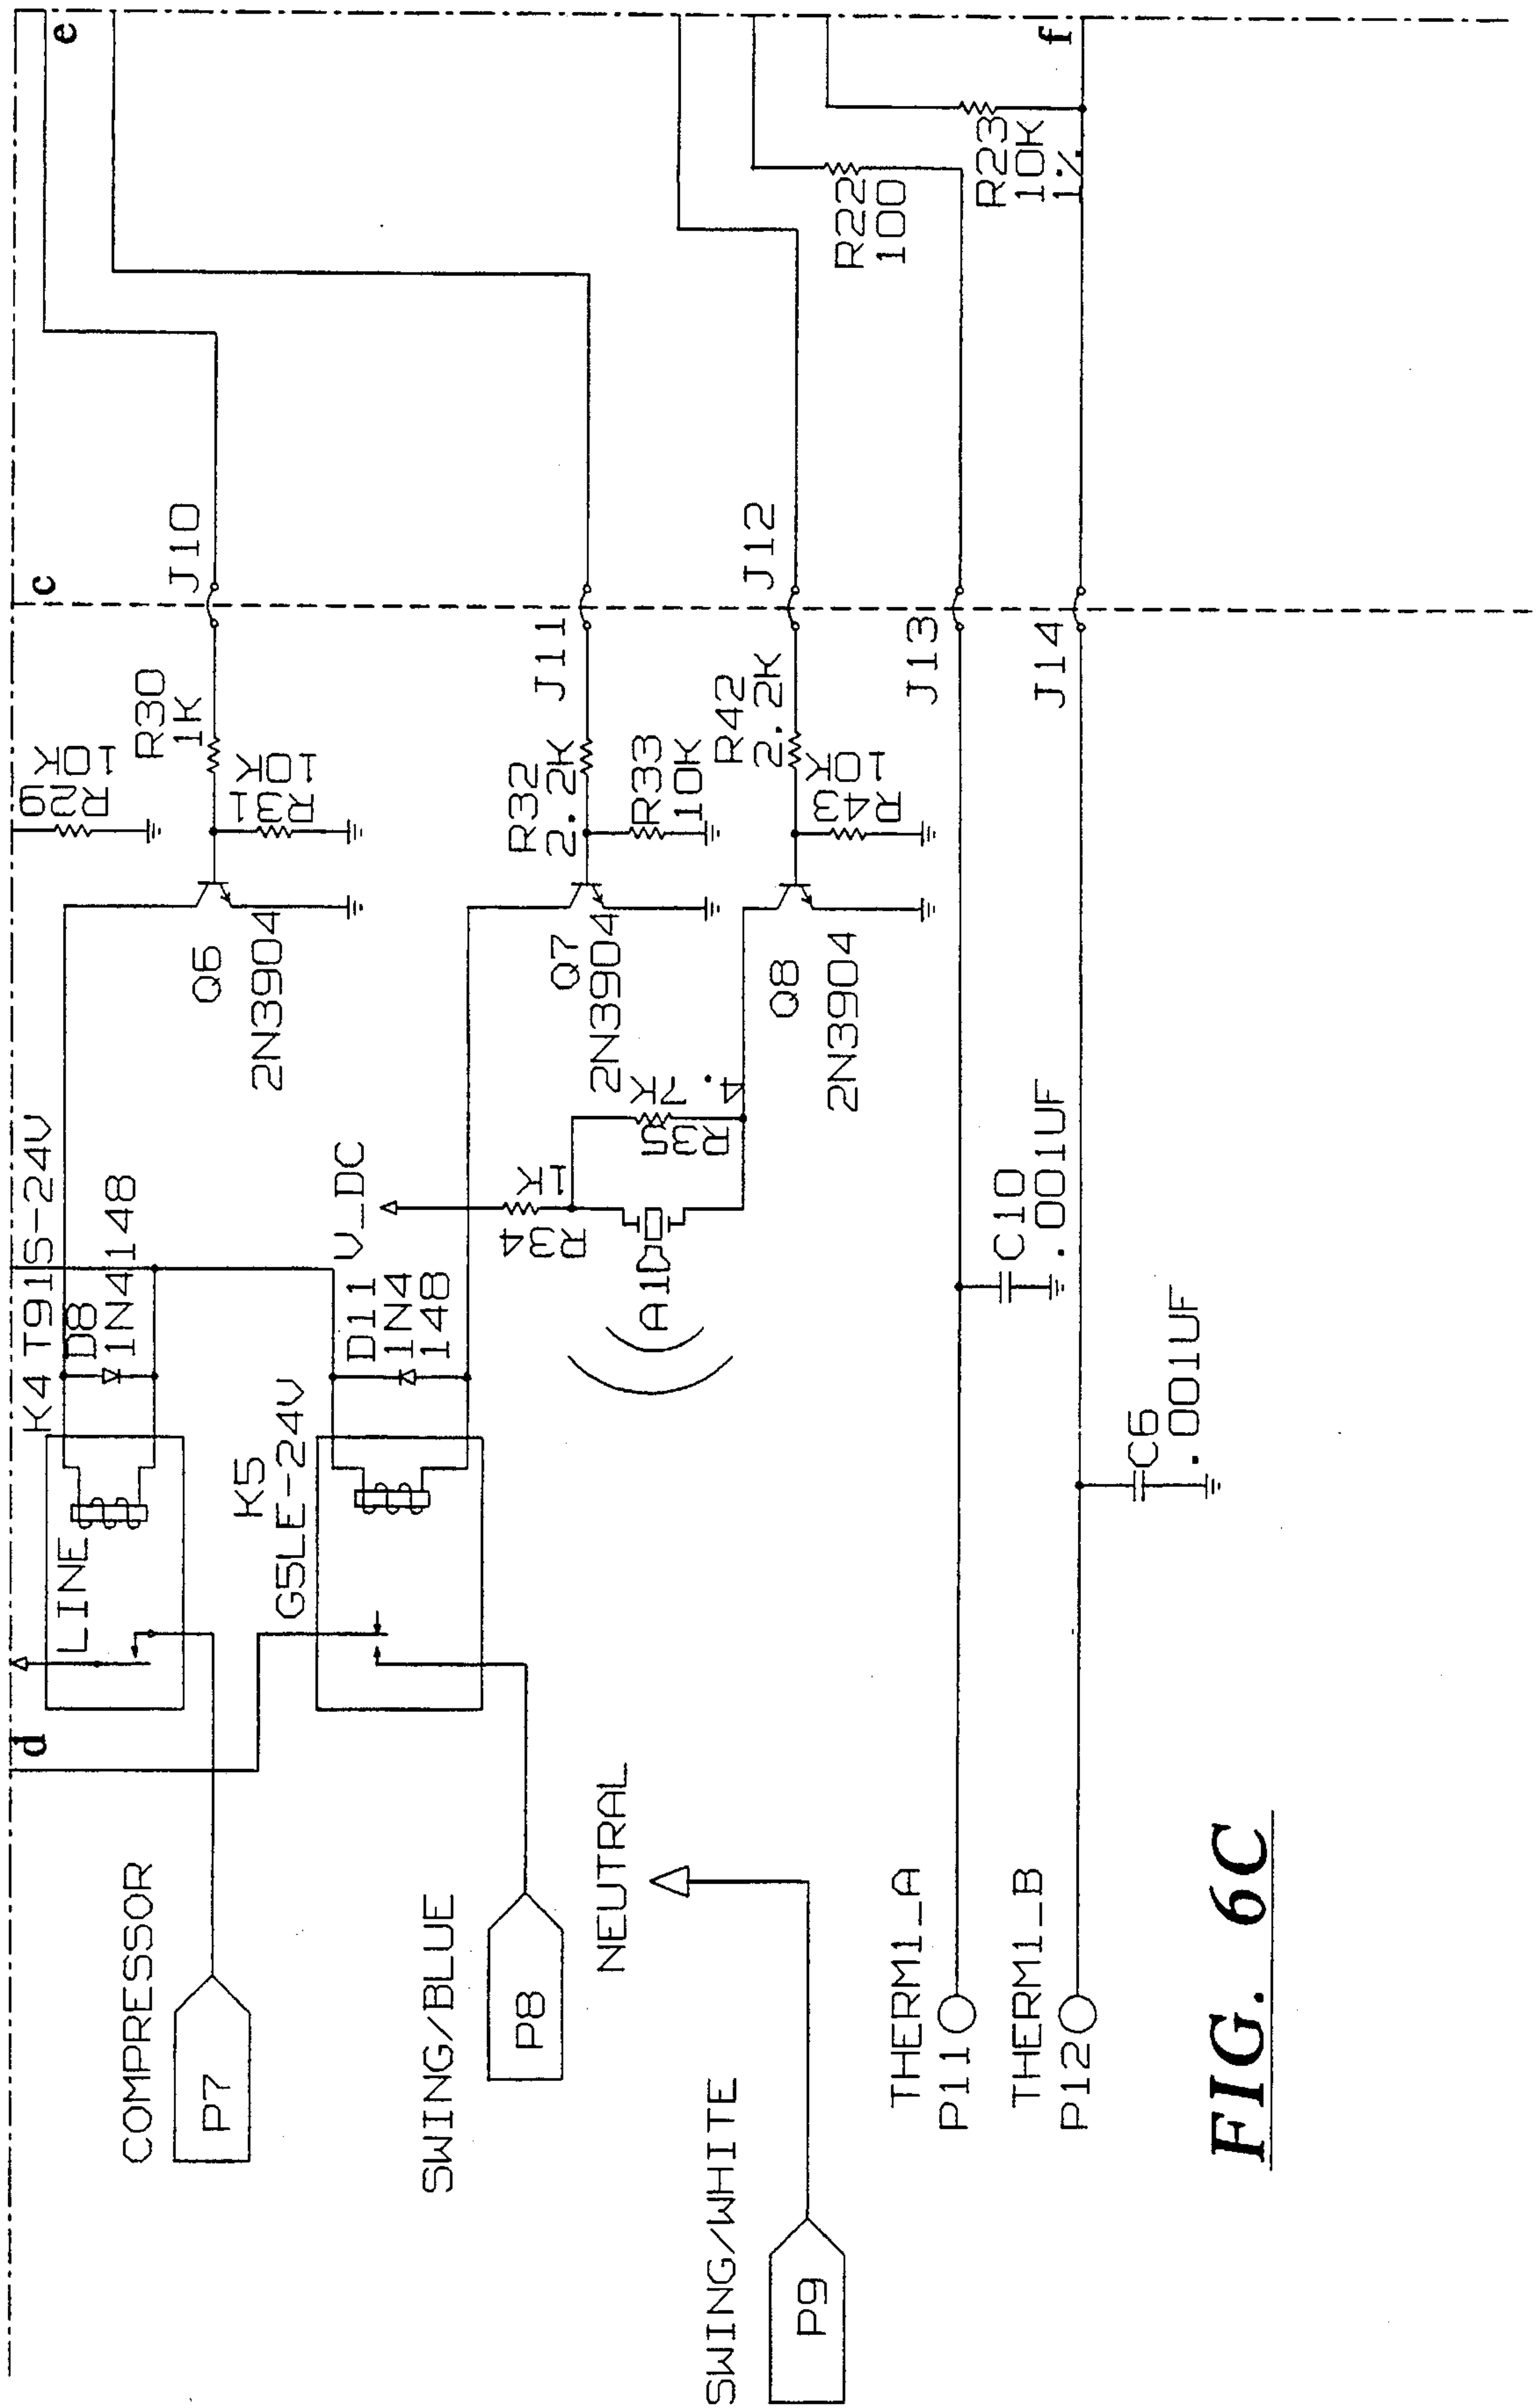 e
c
d
f
COMPRESSOR
P7
LINE
K4 T91S-24V
D8
1N4148
Q6
2N3904
R29
10K
R30
1K
R31
10K
J10
SWING/BLUE
P8
K5
G5LE-24V
D11
1N4
148
V_DC
Q7
2N3904
R32
2.2K
R33
10K
J11
NEUTRAL
SWING/WHITE
P9
A1
R34
1K
R35
4.
7K
Q8
2N3904
R42
2.2K
R43
10K
J12
THERM1_A
P11
C10
.001UF
J13
R22
100
THERM1_B
P12
C6
.001UF
J14
R23
10K
1%
FIG. 6C